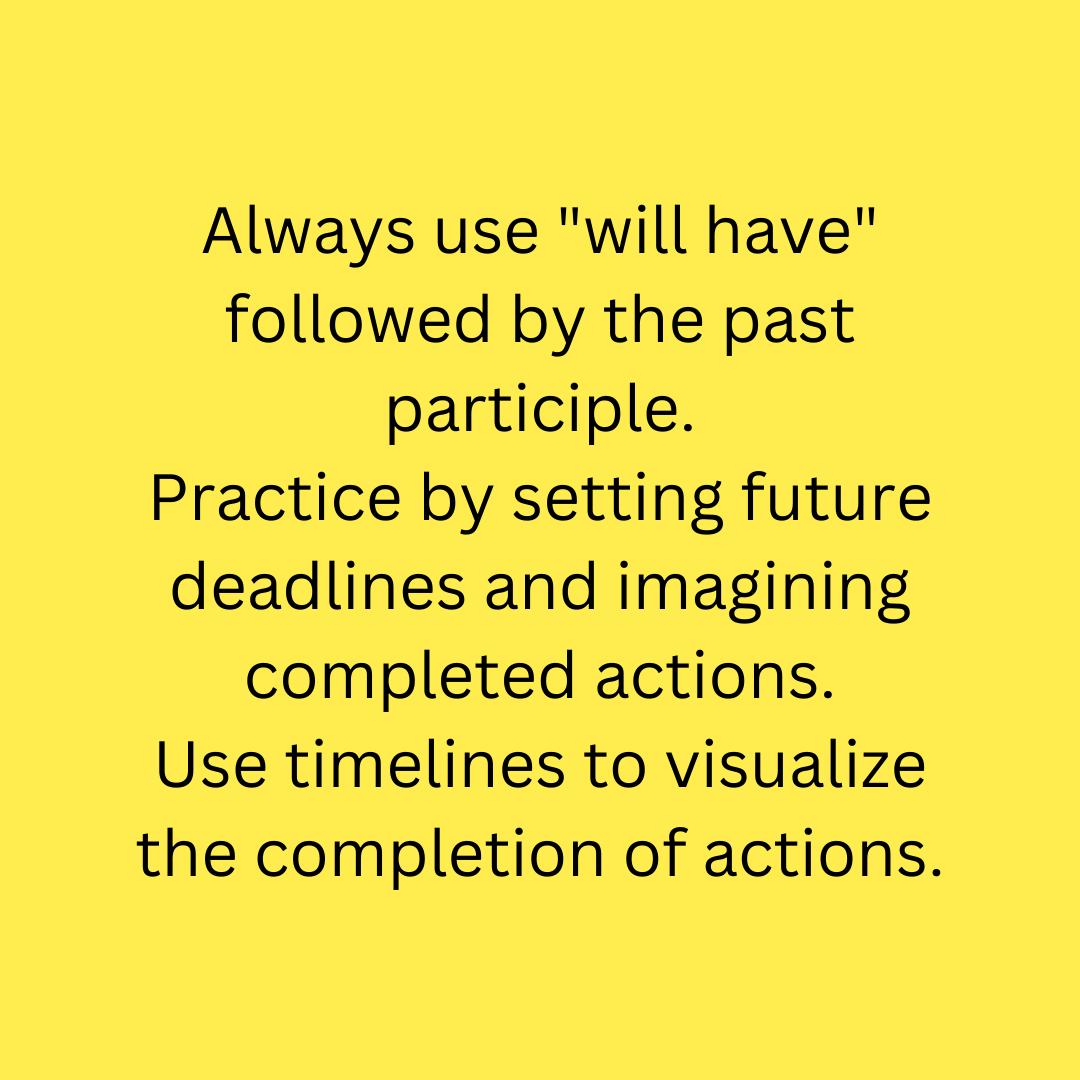 Always use "will have"
followed by the past
participle.
Practice by setting future
deadlines and imagining
completed actions.
Use timelines to visualize
the completion of actions.